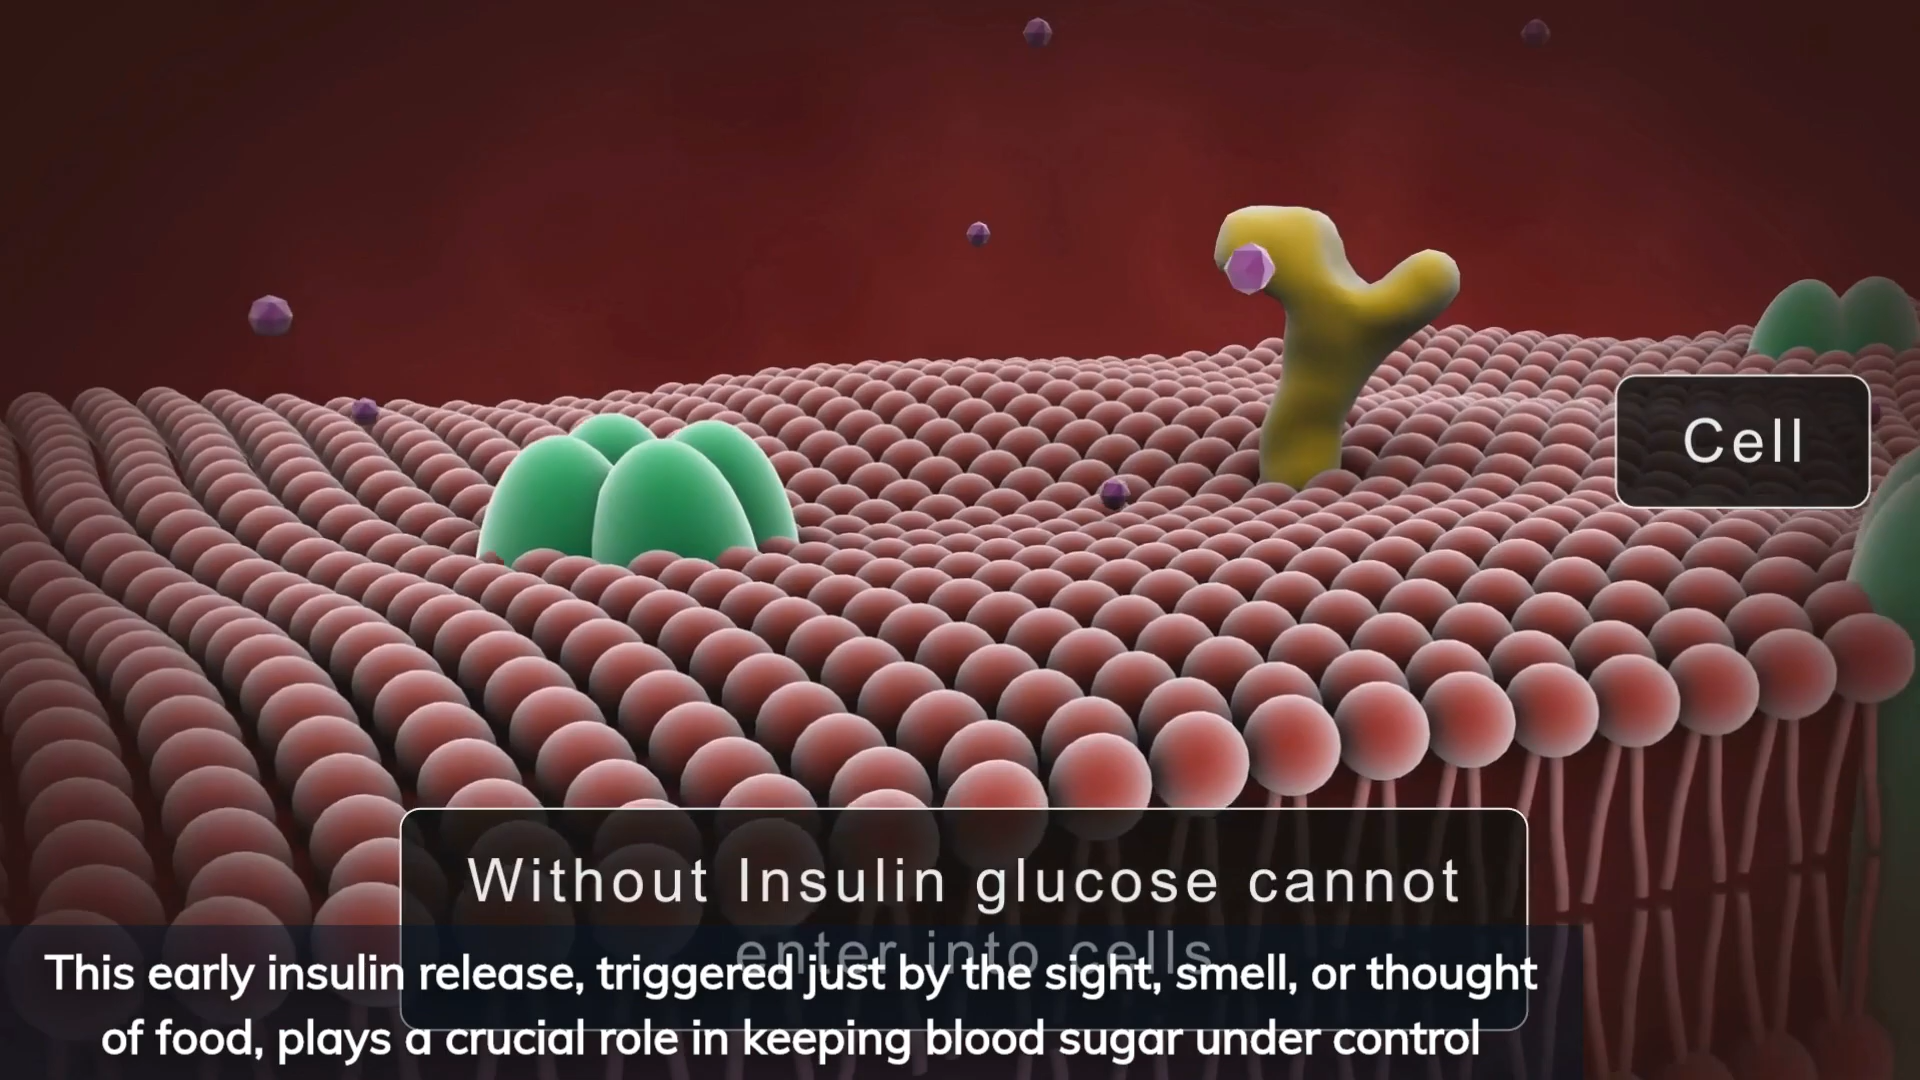 Cell
Without Insulin glucose cannot
enter into cells
This early insulin release, triggered just by the sight, smell, or thought
of food, plays a crucial role in keeping blood sugar under control